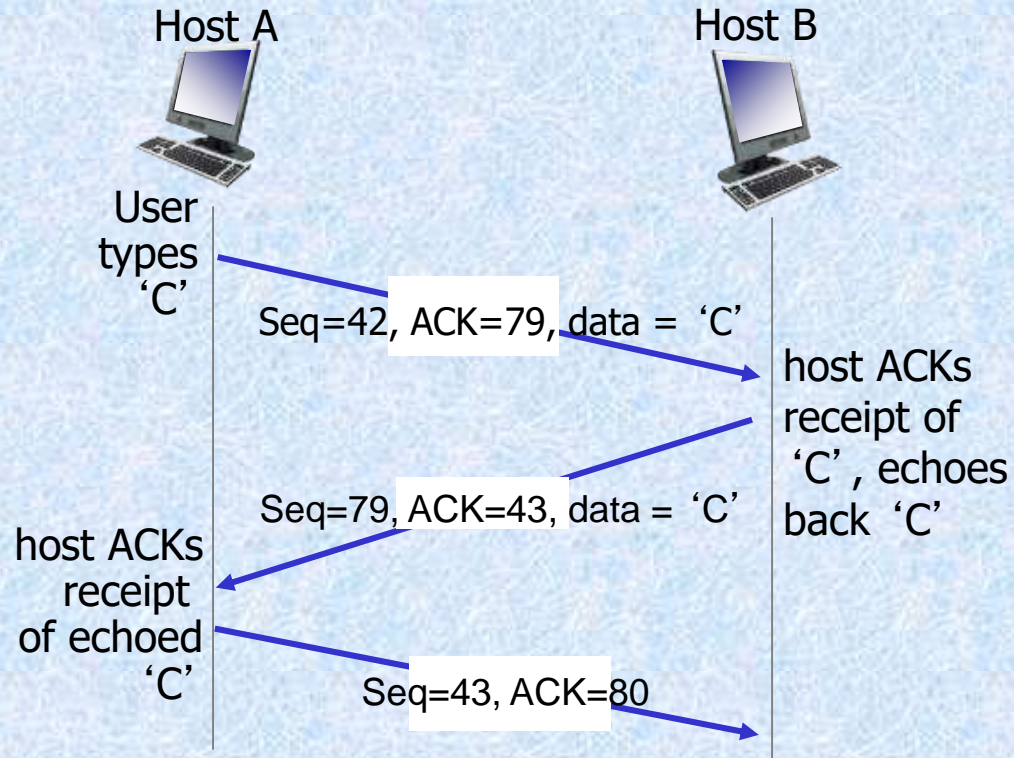 Host A
Host B
User
types
‘C’
Seq=42, ACK=79, data = ‘C’
host ACKs
receipt of
‘C’, echoes
back ‘C’
Seq=79, ACK=43, data = ‘C’
host ACKs
receipt
of echoed
‘C’
Seq=43, ACK=80